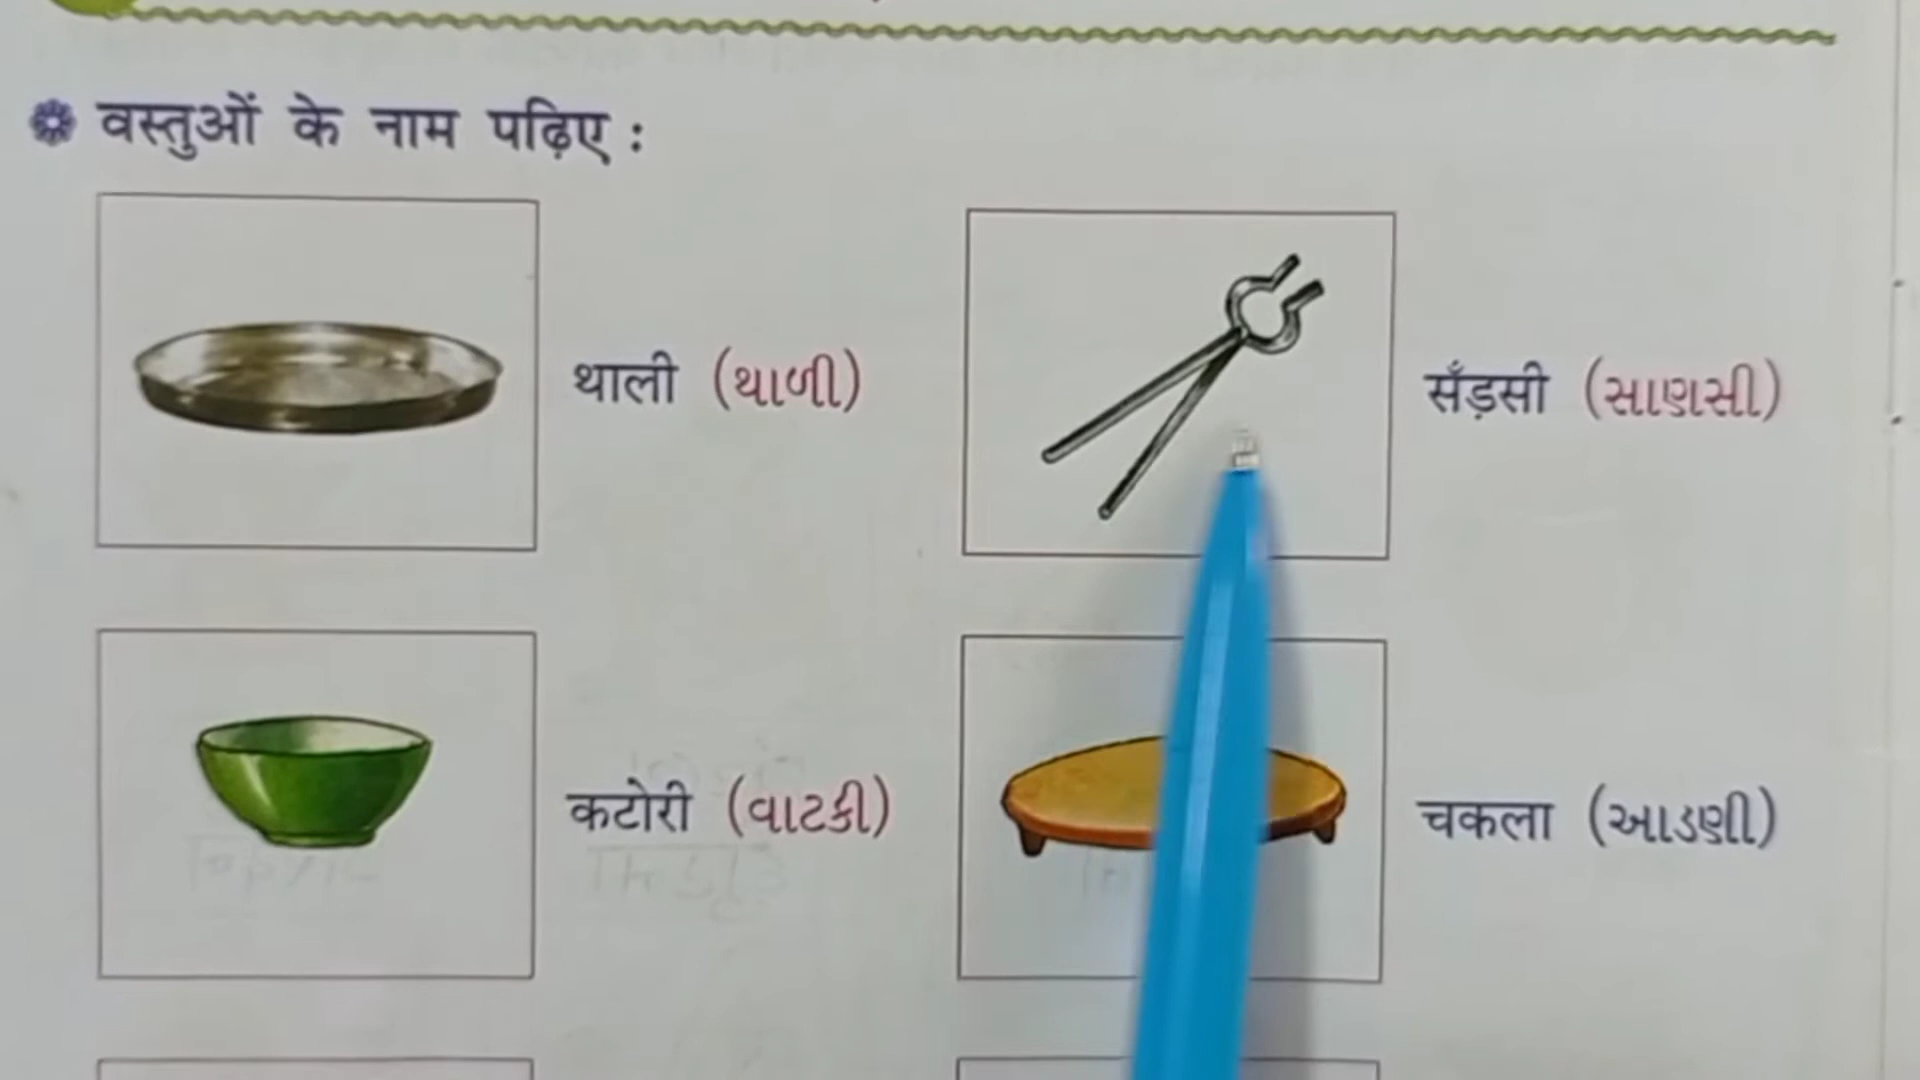 वस्तुओं के नाम पढ़िए :
थाली (થાળી)
सँड़सी (સાણસી)
कटोरी (વાટકી)
चकला (આડણી)